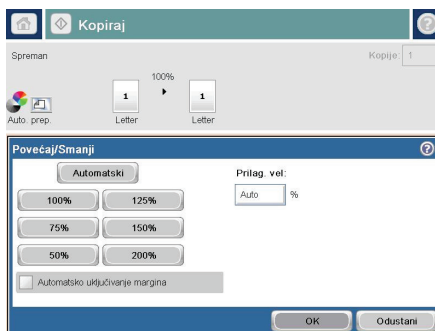 Kopiraj
Spreman
Kopije: 1
100%
1
1
Auto. prep.
Letter
Letter
Povećaj/Smanji
Automatski
Prilag. vel:
100%
125%
Auto %
75%
150%
50%
200%
Automatsko uključivanje margina
OK
Odustani